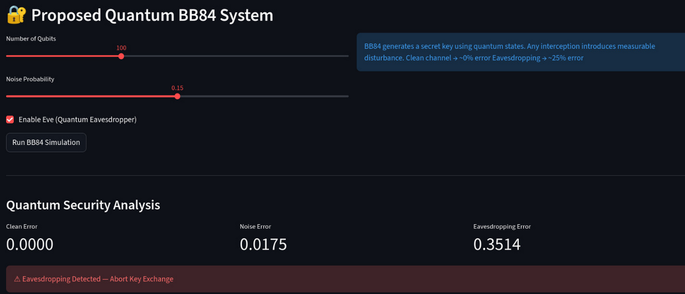 🔐 Proposed Quantum BB84 System
Number of Qubits
100
BB84 generates a secret key using quantum states. Any interception introduces measurable
disturbance. Clean channel → ~0% error Eavesdropping → ~25% error
Noise Probability
0.15
Enable Eve (Quantum Eavesdropper)
Run BB84 Simulation
Quantum Security Analysis
Clean Error
Noise Error
Eavesdropping Error
0.0000
0.0175
0.3514
⚠ Eavesdropping Detected — Abort Key Exchange